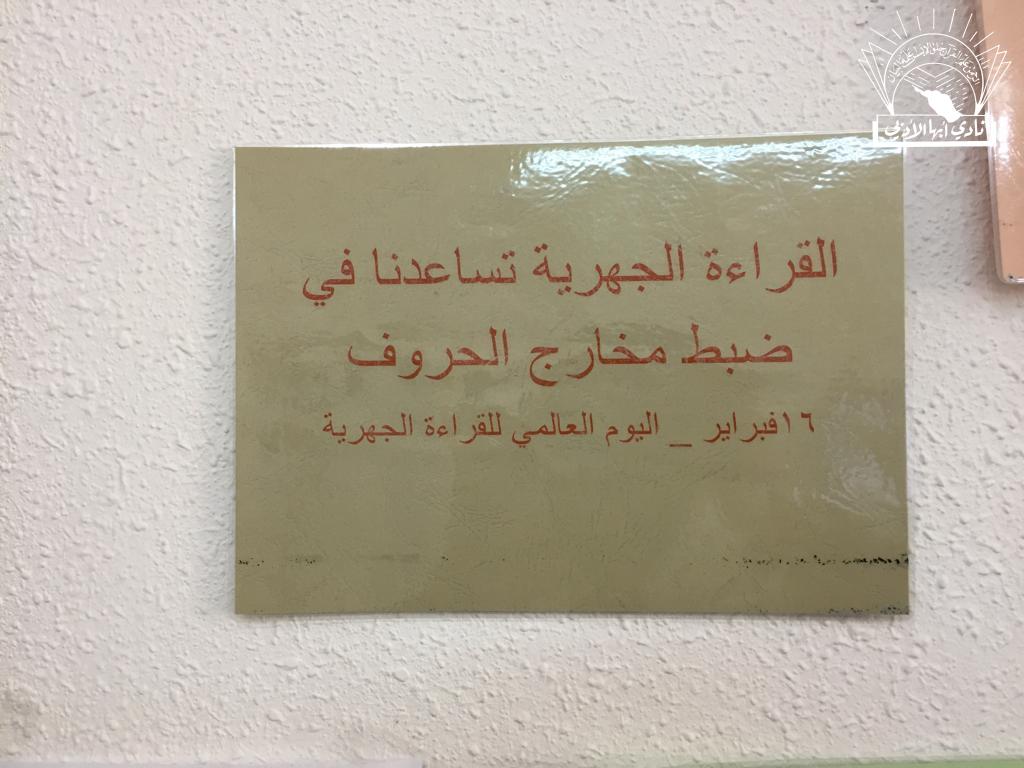 نادي أبها الأدبي
القراءة الجهرية تساعدنا في
ضبط مخارج الحروف
١٦فبراير _ اليوم العالمي للقراءة الجهرية